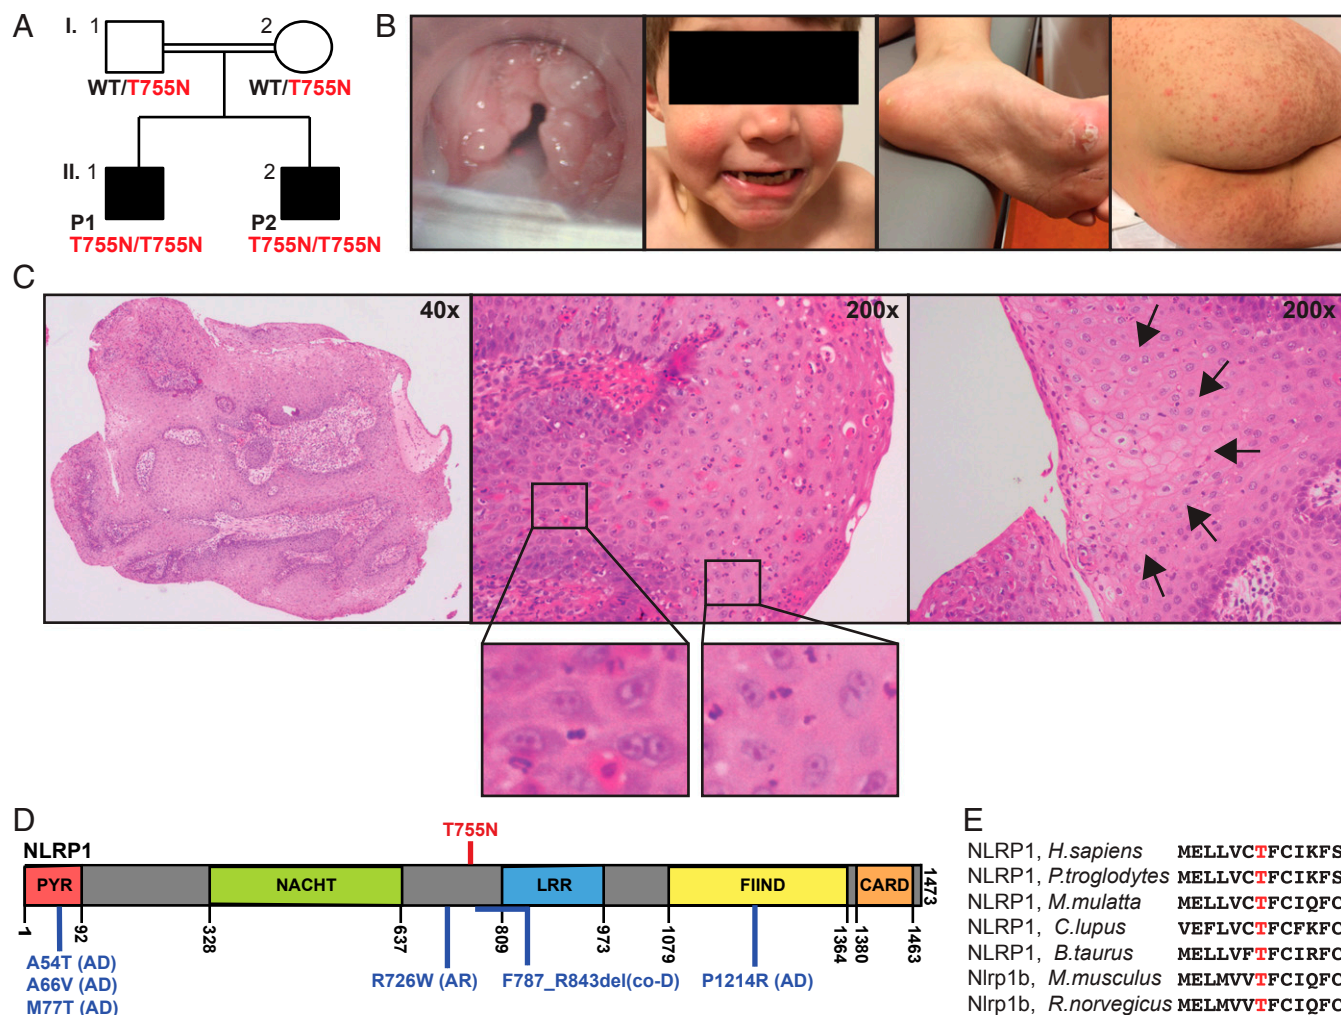 A
I. 1
2
WT/T755N
WT/T755N
II. 1
2
P1
P2
T755N/T755N
T755N/T755N
B
C
40x
200x
200x
D
T755N
NLRP1
PYR
NACHT
LRR
FIIND
CARD
1
92
328
637
809
973
1079
1364
1380
1463
1473
A54T (AD)
A66V (AD)
M77T (AD)
R726W (AR)
F787_R843del(co-D)
P1214R (AD)
E
NLRP1, H.sapiens MELLVCTFCIKFS
NLRP1, P.troglodytes MELLVCTFCIKFS
NLRP1, M.mulatta MELLVCTFCIQFC
NLRP1, C.lupus VEFLVCTFCFKFC
NLRP1, B.taurus MELLVFTFCIRFC
Nlrp1b, M.musculus MELMVVTFCIQFC
Nlrp1b, R.norvegicus MELMVVTFCIQFC